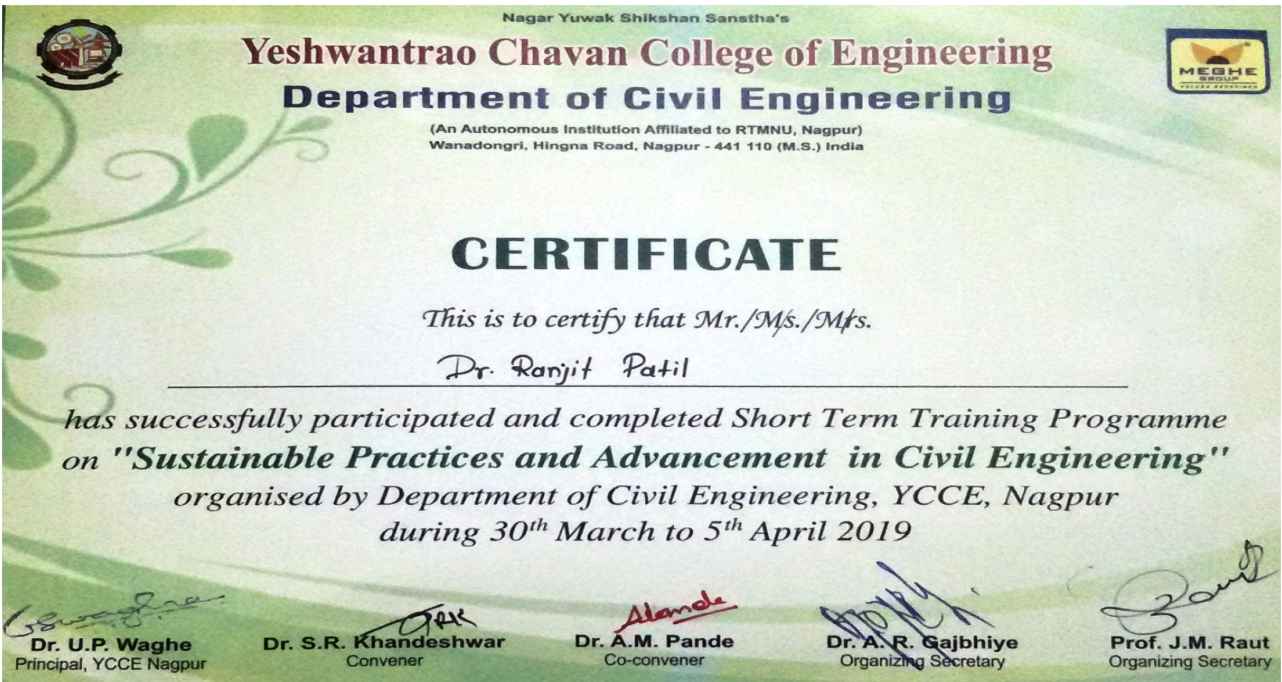 Nagar Yuwak Shikshan Sanstha's
Yeshwantrao Chavan College of Engineering
MEGHE
GROUP
VALUES REDEFINED
Department of Civil Engineering
(An Autonomous Institution Affiliated to RTMNU, Nagpur)
Wanadongri, Hingna Road, Nagpur - 441 110 (M.S.) India
CERTIFICATE
This is to certify that Mr./Ms./Mrs.
Dr. Ranjit Patil
has successfully participated and completed Short Term Training Programme
on "Sustainable Practices and Advancement in Civil Engineering"
organised by Department of Civil Engineering, YCCE, Nagpur
during 30th March to 5th April 2019
Dr. U.P. Waghe
Principal, YCCE Nagpur
Dr. S.R. Khandeshwar
Convener
Dr. A.M. Pande
Co-convener
Dr. A. R. Gajbhiye
Organizing Secretary
Prof. J.M. Raut
Organizing Secretary